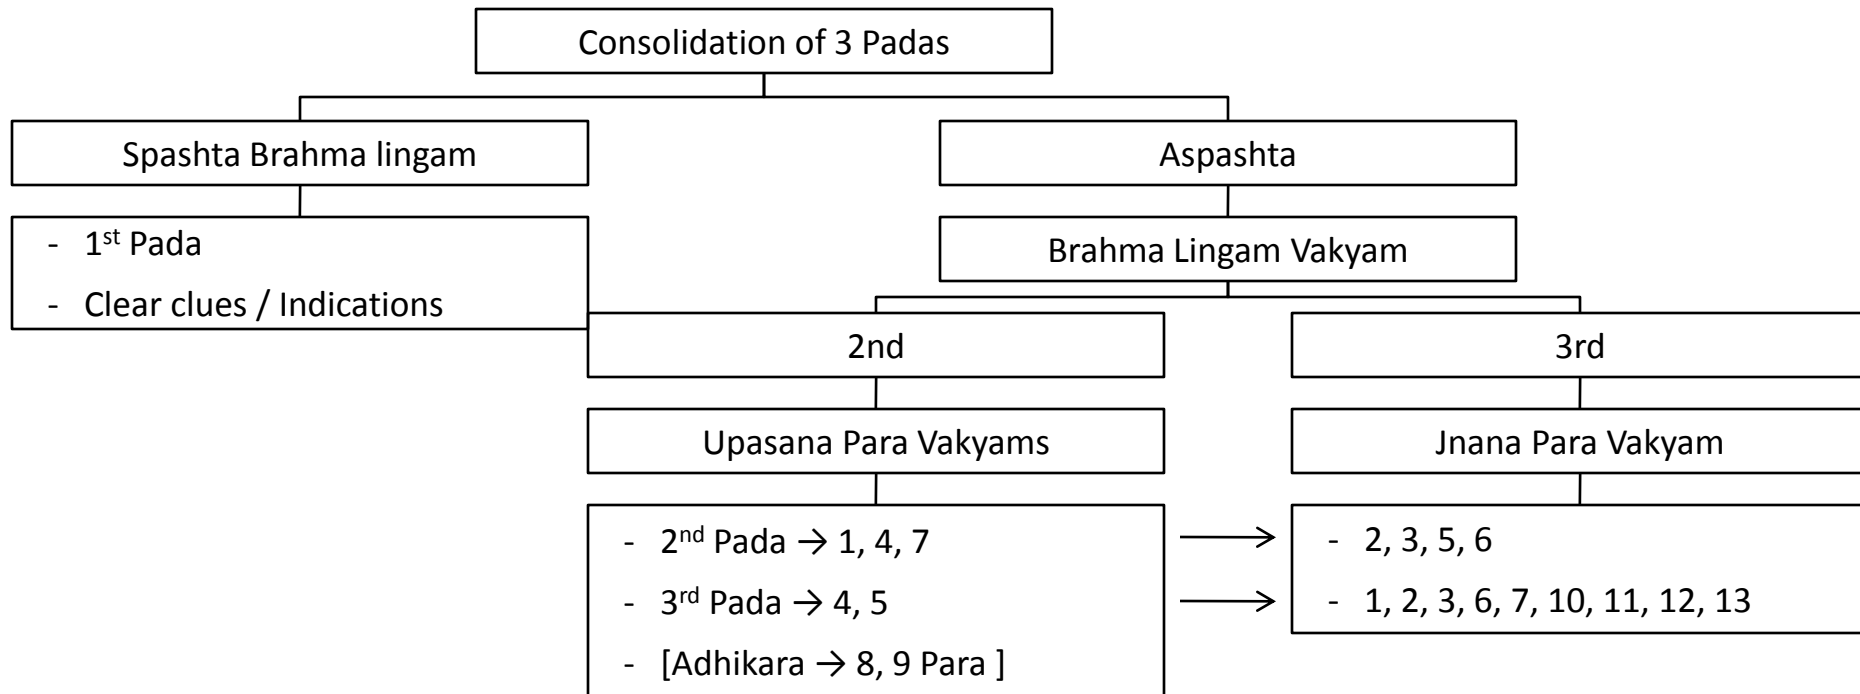 Consolidation of 3 Padas
Spashta Brahma lingam
Aspashta
- 1st Pada
- Clear clues / Indications
Brahma Lingam Vakyam
2nd
3rd
Upasana Para Vakyams
Jnana Para Vakyam
- 2nd Pada → 1, 4, 7
- 3rd Pada → 4, 5
- [Adhikara → 8, 9 Para ]
- 2, 3, 5, 6
- 1, 2, 3, 6, 7, 10, 11, 12, 13